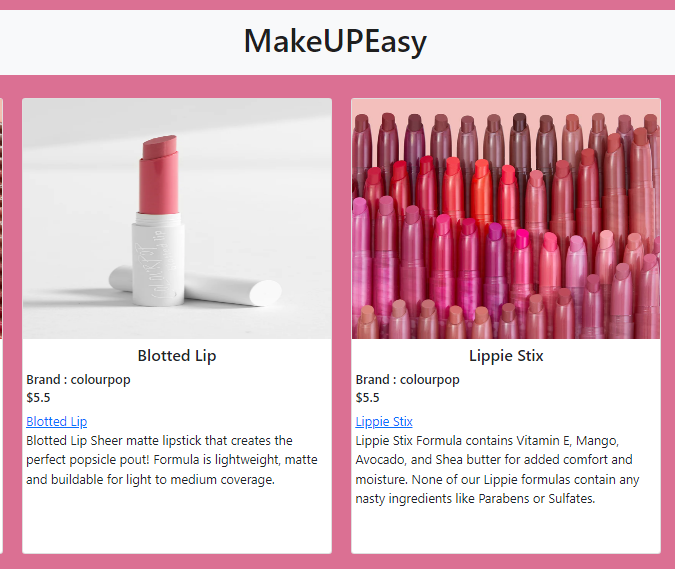 MakeUPEasy
Blotted Lip
Brand : colourpop
$5.5
Blotted Lip
Blotted Lip Sheer matte lipstick that creates the
perfect popsicle pout! Formula is lightweight, matte
and buildable for light to medium coverage.
Lippie Stix
Brand : colourpop
$5.5
Lippie Stix
Lippie Stix Formula contains Vitamin E, Mango,
Avocado, and Shea butter for added comfort and
moisture. None of our Lippie formulas contain any
nasty ingredients like Parabens or Sulfates.